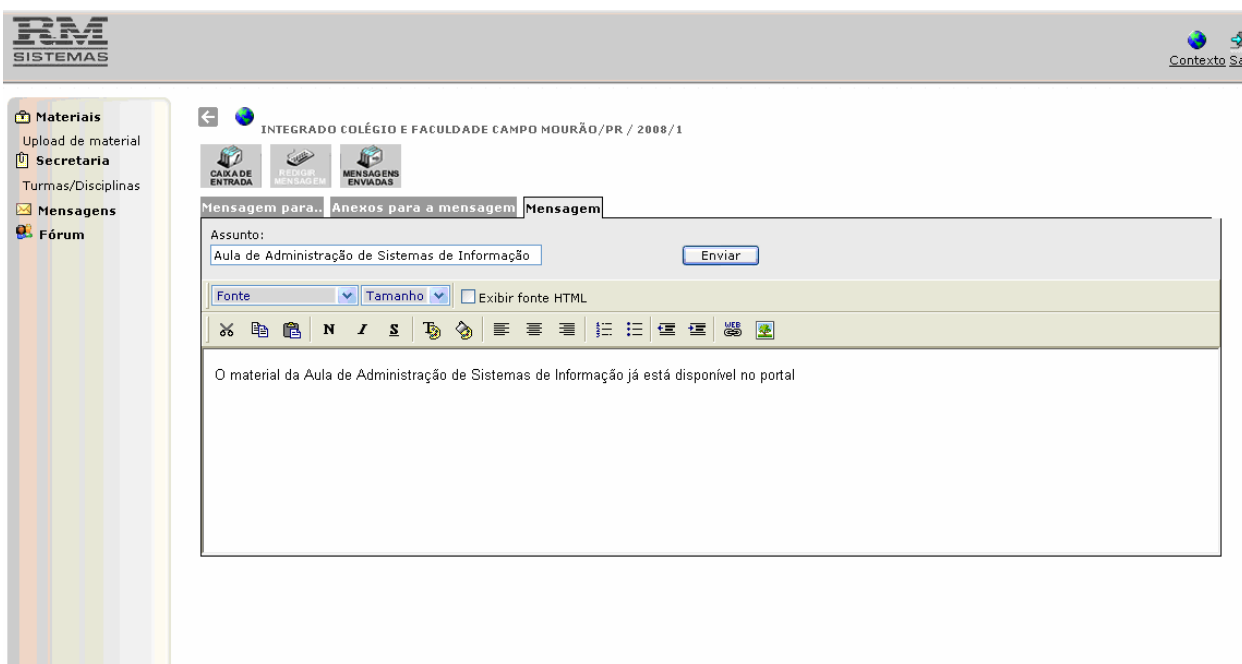 RM
SISTEMAS
Contexto Sa
Materiais
Upload de material
Secretaria
Turmas/Disciplinas
Mensagens
Fórum
INTEGRADO COLÉGIO E FACULDADE CAMPO MOURÃO/PR / 2008/1
CAIXA DE ENTRADA
REDIGIR MENSAGEM
MENSAGENS ENVIADAS
Mensagem para.. Anexos para a mensagem Mensagem
Assunto:
Aula de Administração de Sistemas de Informação Enviar
Fonte Tamanho Exibir fonte HTML
N I S WEB
O material da Aula de Administração de Sistemas de Informação já está disponível no portal